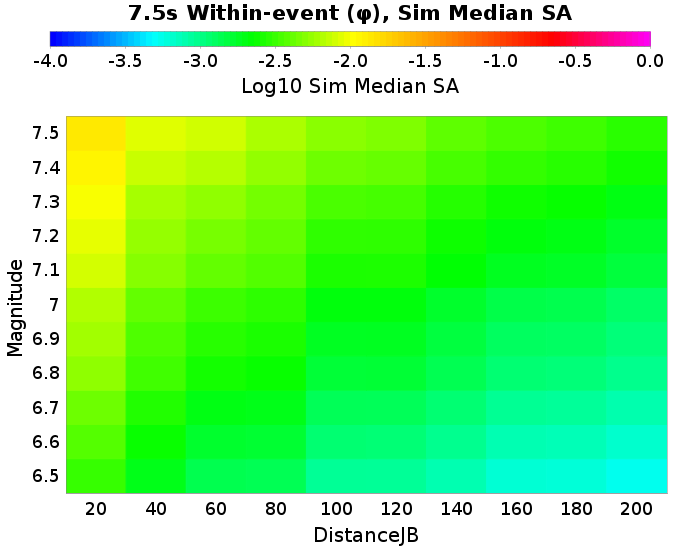 7.5s Within-event (φ), Sim Median SA
-4.0 -3.5 -3.0 -2.5 -2.0 -1.5 -1.0 -0.5 0.0
Log10 Sim Median SA
Magnitude
7.5
7.4
7.3
7.2
7.1
7
6.9
6.8
6.7
6.6
6.5
20 40 60 80 100 120 140 160 180 200
DistanceJB